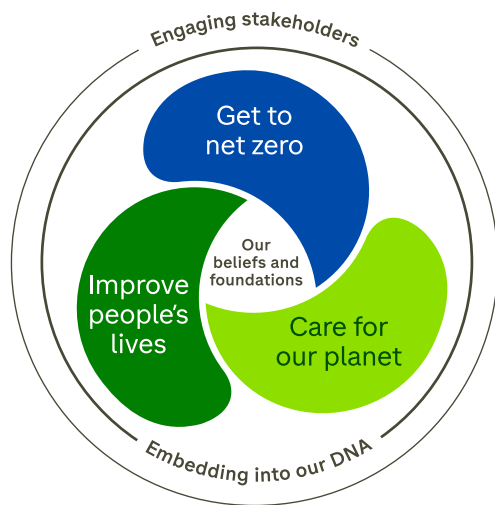 Engaging stakeholders
Get to
net zero
Our
beliefs and
foundations
Improve
people’s
lives
Care for
our planet
Embedding into our DNA